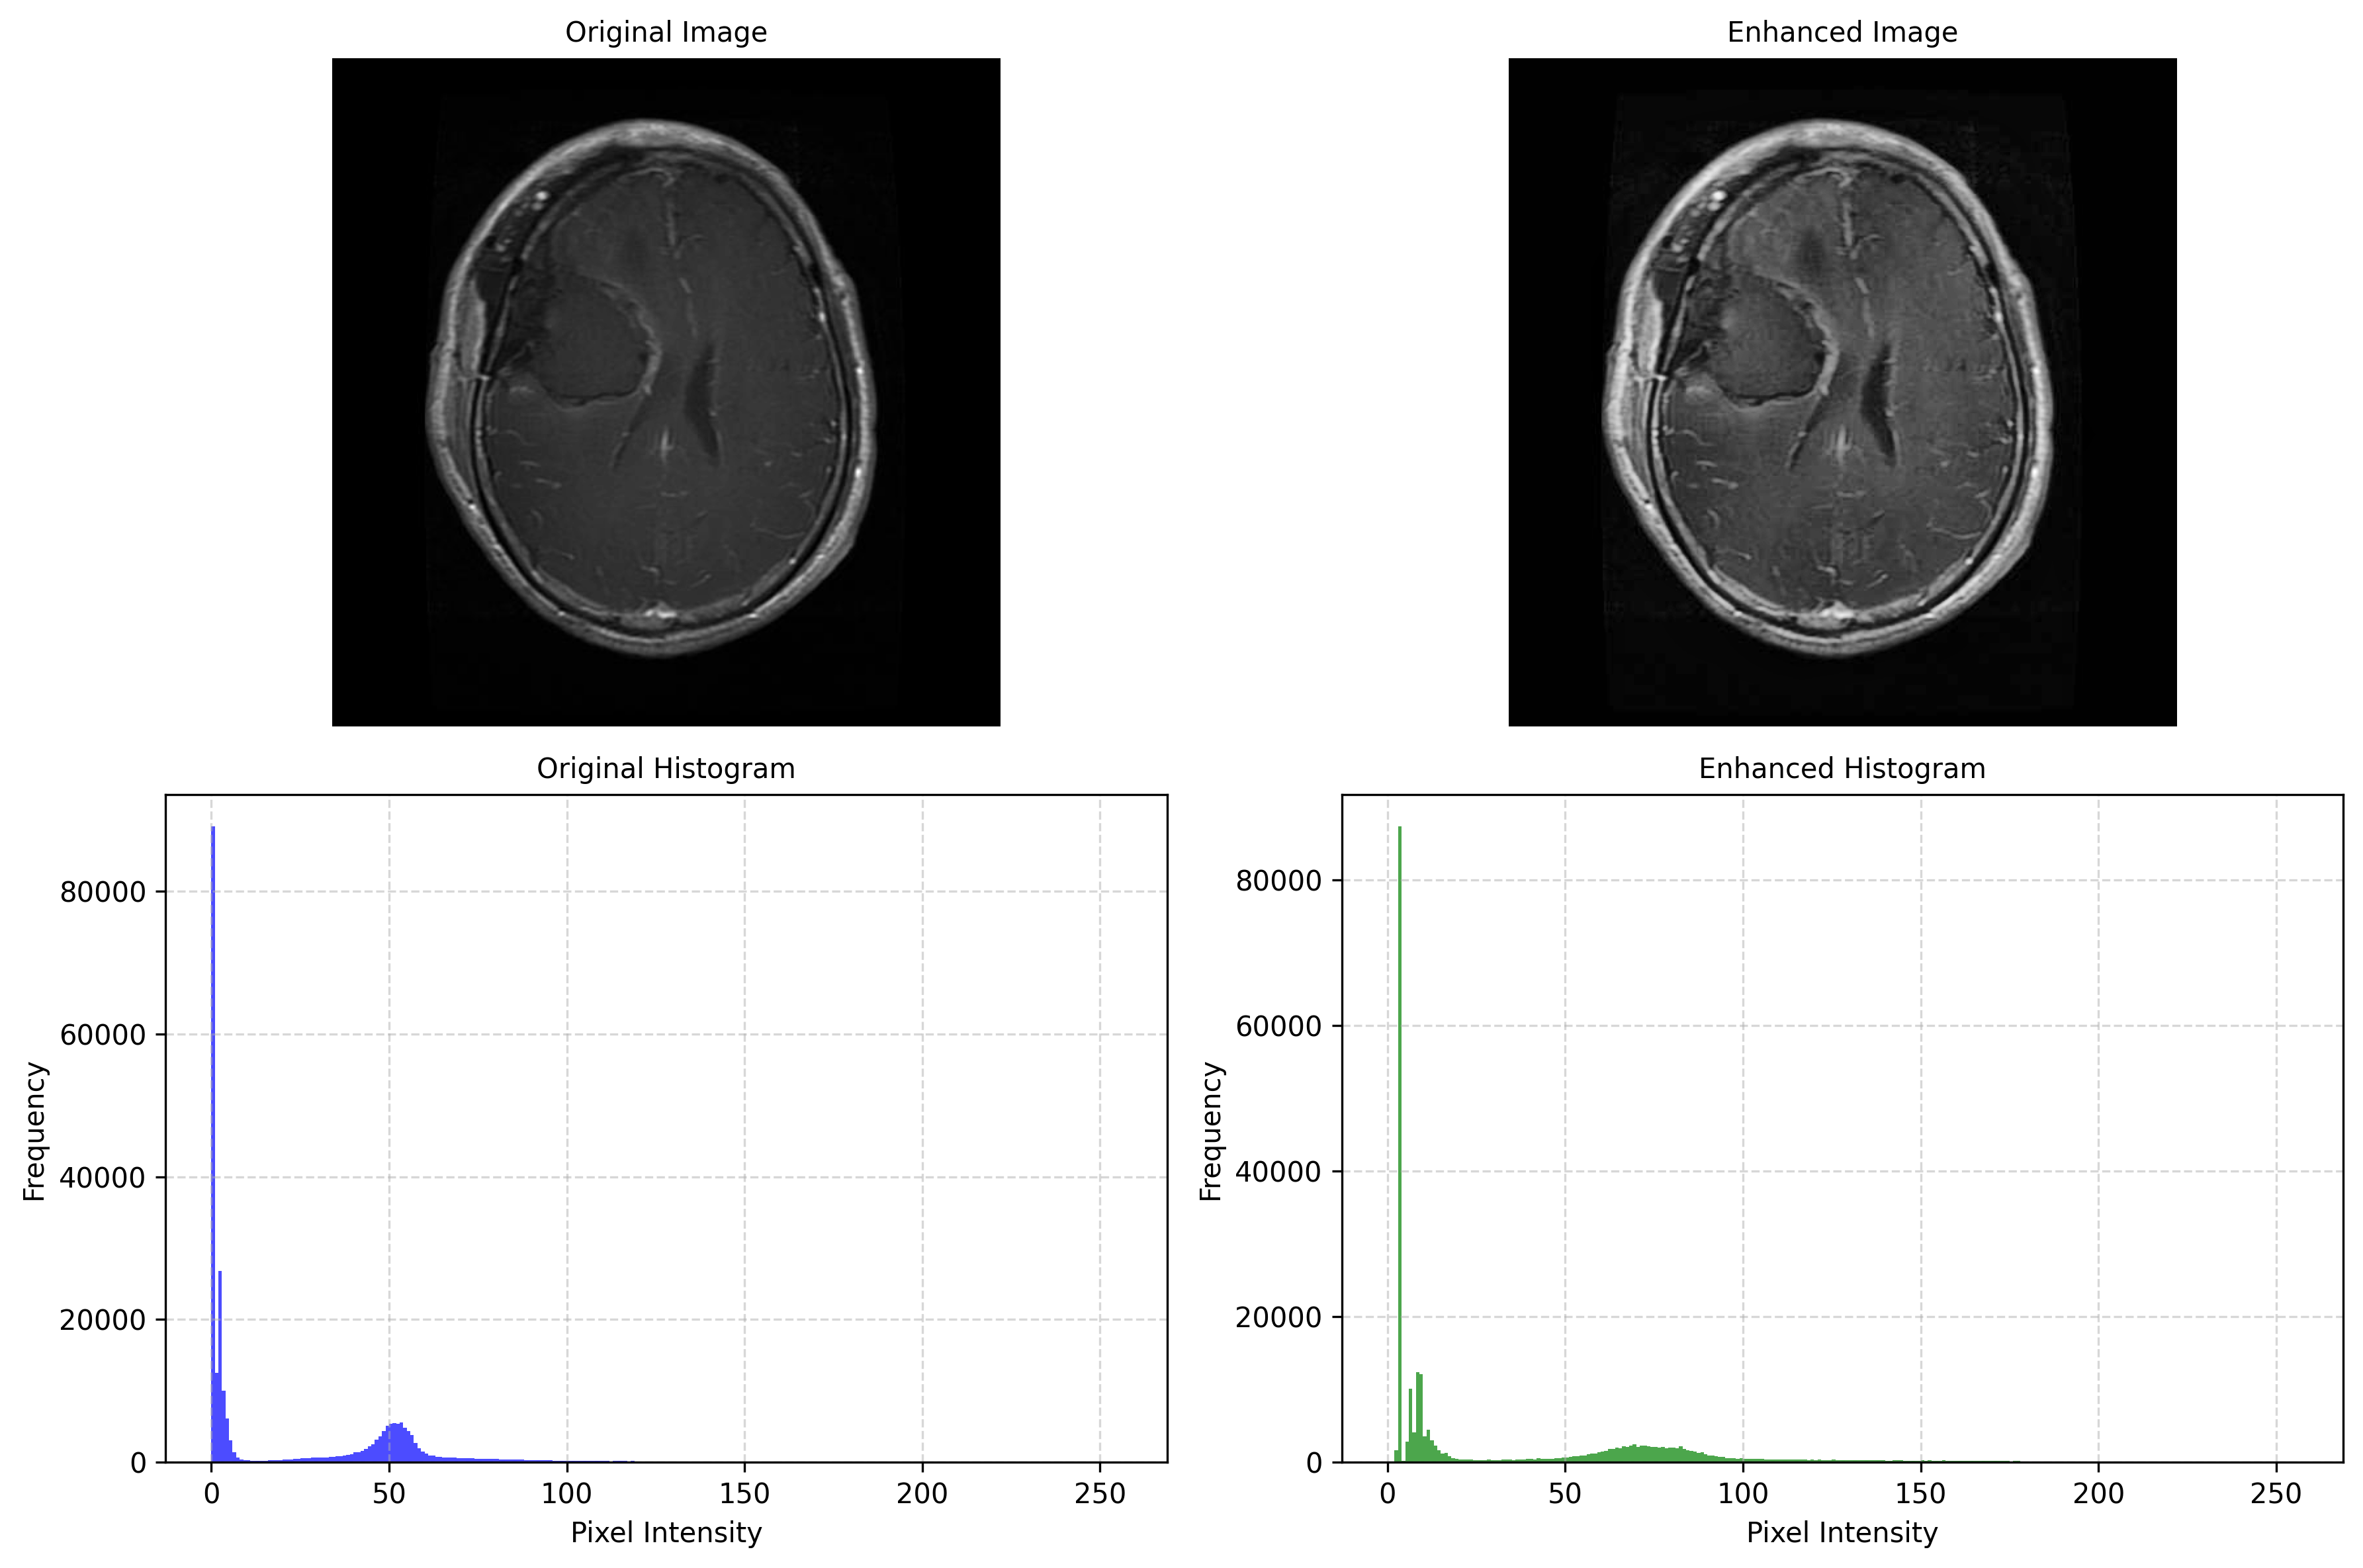 Original Image
Enhanced Image
Original Histogram
Enhanced Histogram
80000
60000
40000
20000
0
Frequency
0 50 100 150 200 250
Pixel Intensity
80000
60000
40000
20000
0
Frequency
0 50 100 150 200 250
Pixel Intensity